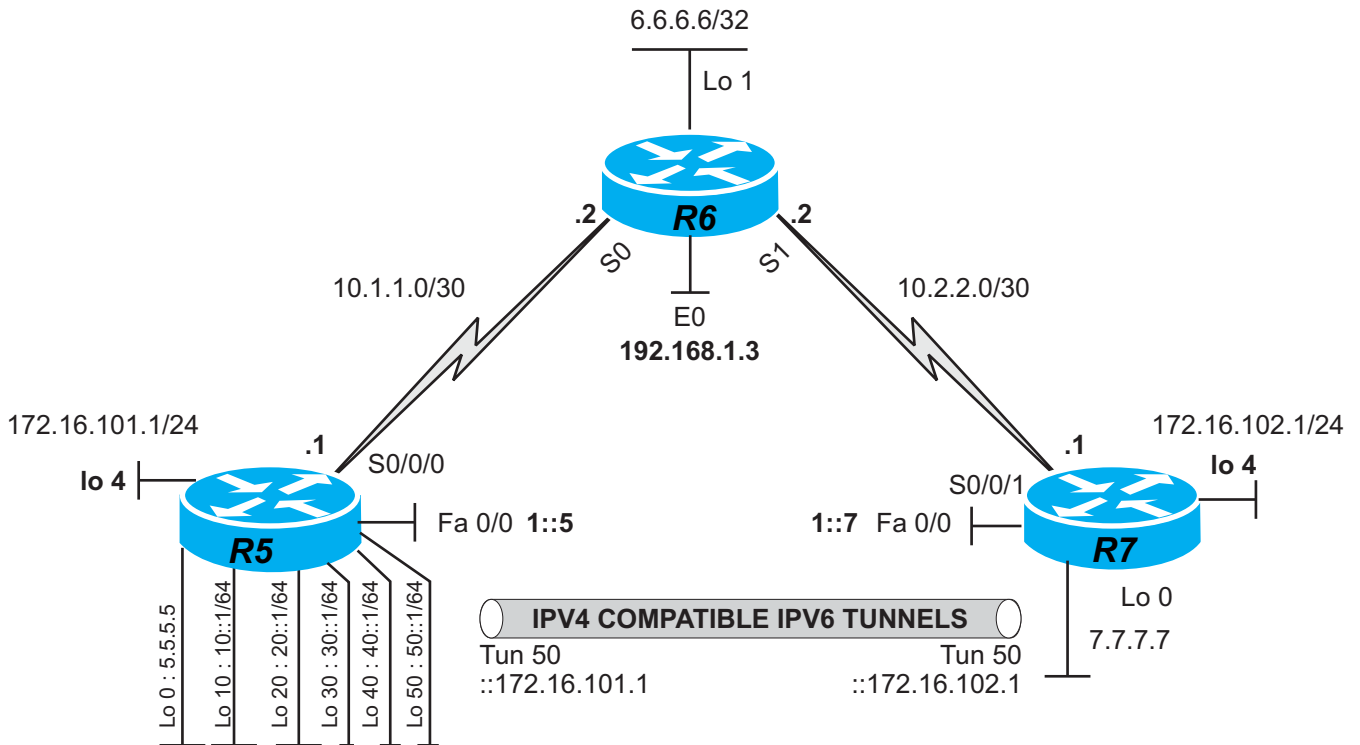 6.6.6.6/32
Lo 1
R6
.2
.2
S0
S1
10.1.1.0/30
10.2.2.0/30
E0
192.168.1.3
172.16.101.1/24
172.16.102.1/24
.1
.1
lo 4
S0/0/0
S0/0/1
lo 4
Fa 0/0 1::5
1::7 Fa 0/0
R5
R7
Lo 0 : 5.5.5.5
Lo 10 : 10::1/64
Lo 20 : 20::1/64
Lo 30 : 30::1/64
Lo 40 : 40::1/64
Lo 50 : 50::1/64
IPV4 COMPATIBLE IPV6 TUNNELS
Tun 50
::172.16.101.1
Tun 50
::172.16.102.1
Lo 0
7.7.7.7